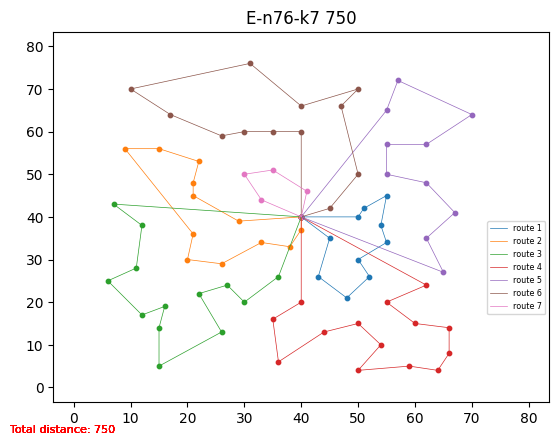 E-n76-k7 750
80
70
60
50
40
30
20
10
0
route 1
route 2
route 3
route 4
route 5
route 6
route 7
0 10 20 30 40 50 60 70 80
Total distance: 750